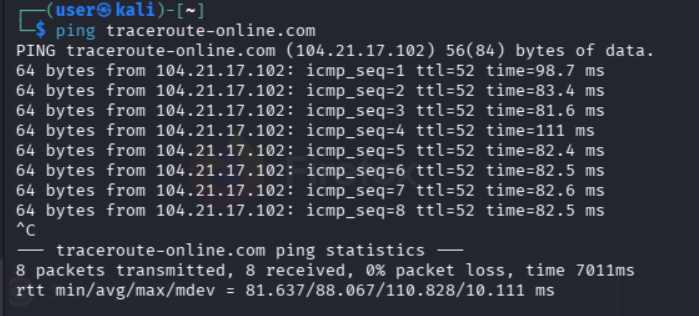 (user㉿kali)-[~]
$ ping traceroute-online.com
PING traceroute-online.com (104.21.17.102) 56(84) bytes of data.
64 bytes from 104.21.17.102: icmp_seq=1 ttl=52 time=98.7 ms
64 bytes from 104.21.17.102: icmp_seq=2 ttl=52 time=83.4 ms
64 bytes from 104.21.17.102: icmp_seq=3 ttl=52 time=81.6 ms
64 bytes from 104.21.17.102: icmp_seq=4 ttl=52 time=111 ms
64 bytes from 104.21.17.102: icmp_seq=5 ttl=52 time=82.4 ms
64 bytes from 104.21.17.102: icmp_seq=6 ttl=52 time=82.5 ms
64 bytes from 104.21.17.102: icmp_seq=7 ttl=52 time=82.6 ms
64 bytes from 104.21.17.102: icmp_seq=8 ttl=52 time=82.5 ms
^C
--- traceroute-online.com ping statistics ---
8 packets transmitted, 8 received, 0% packet loss, time 7011ms
rtt min/avg/max/mdev = 81.637/88.067/110.828/10.111 ms